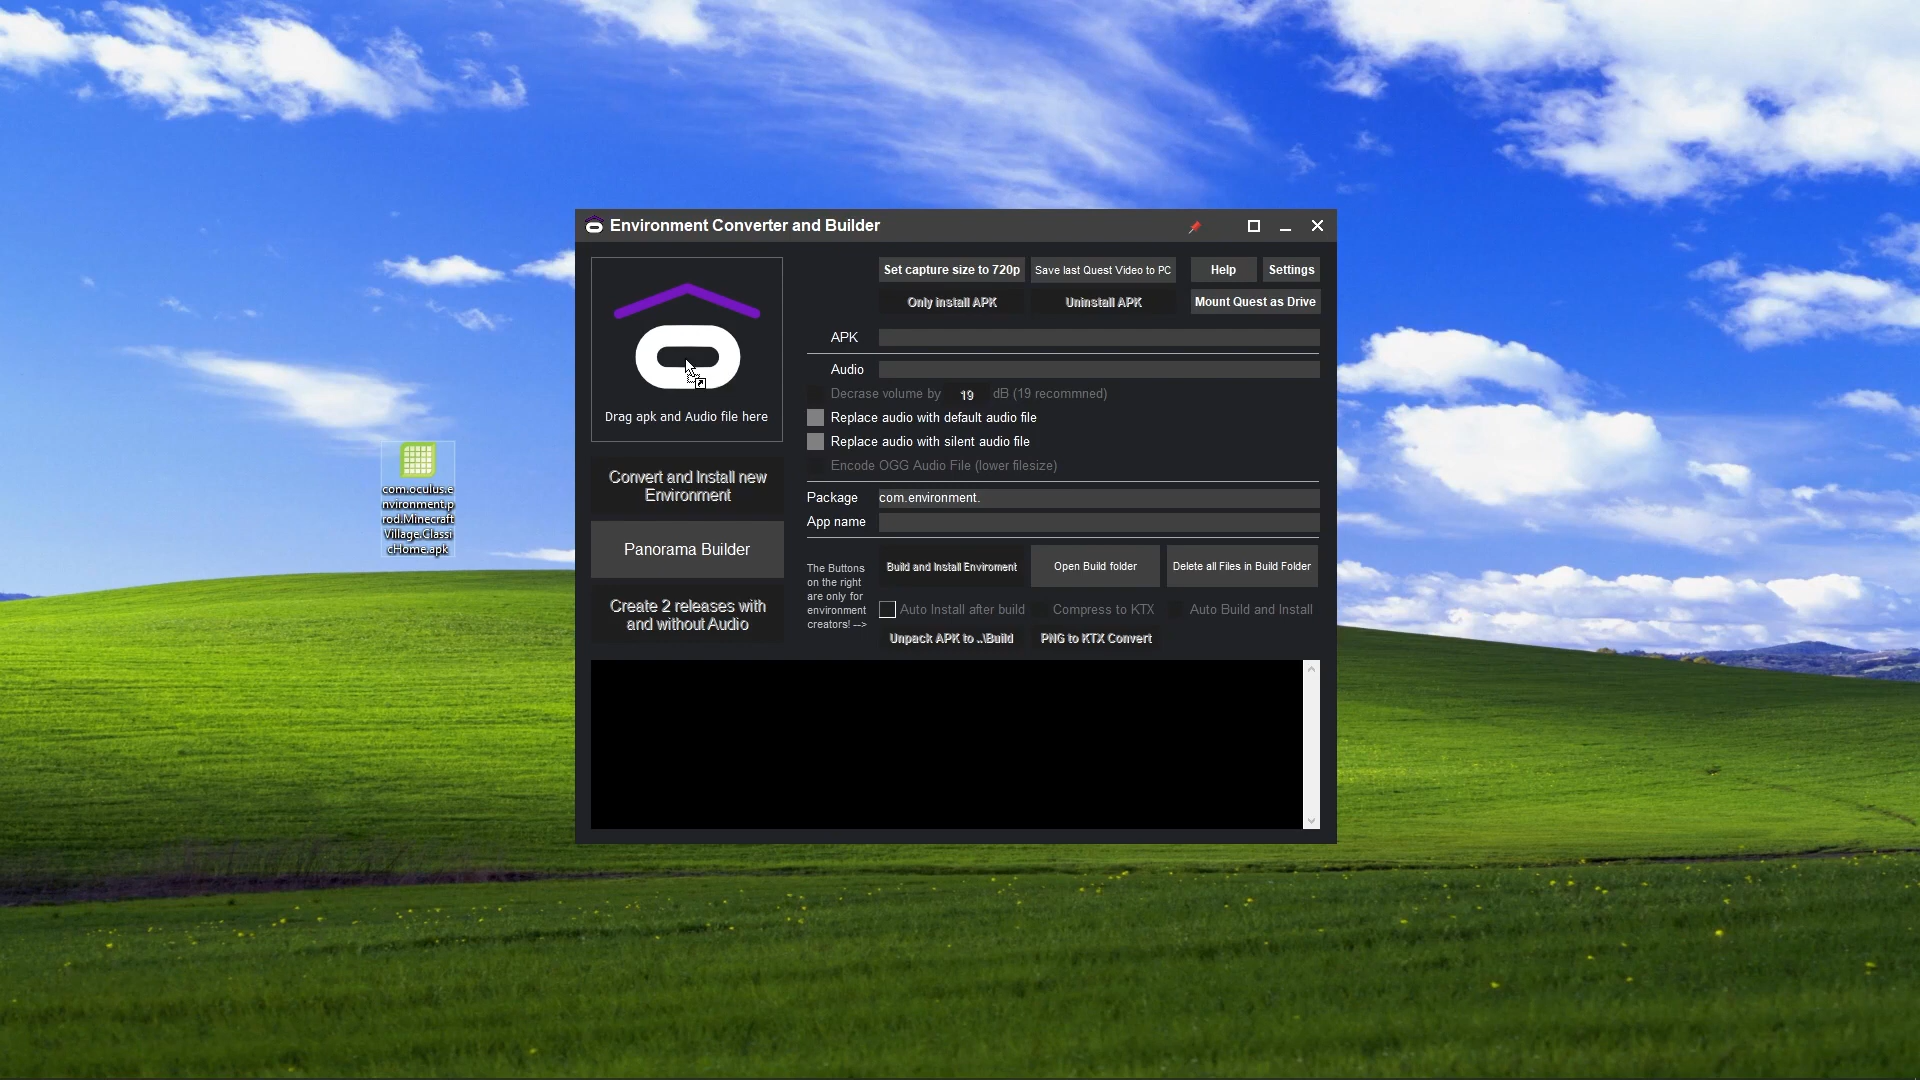 Environment Converter and Builder
Set capture size to 720p
Save last Quest Video to PC
Help
Settings
Only install APK
Uninstall APK
Mount Quest as Drive
Drag apk and Audio file here
APK
Audio
Decrase volume by 19 dB (19 recommned)
Replace audio with default audio file
Replace audio with silent audio file
Encode OGG Audio File (lower filesize)
Convert and Install new
Environment
Panorama Builder
Create 2 releases with
and without Audio
Package com.environment.
App name
The Buttons
on the right
are only for
environment
creators! -->
Build and Install Enviroment
Open Build folder
Delete all Files in Build Folder
Auto Install after build
Compress to KTX
Auto Build and Install
Unpack APK to ..\Build
PNG to KTX Convert
com.oculus.e
nvironment.p
rod.Minecraft
Village.Classi
cHome.apk